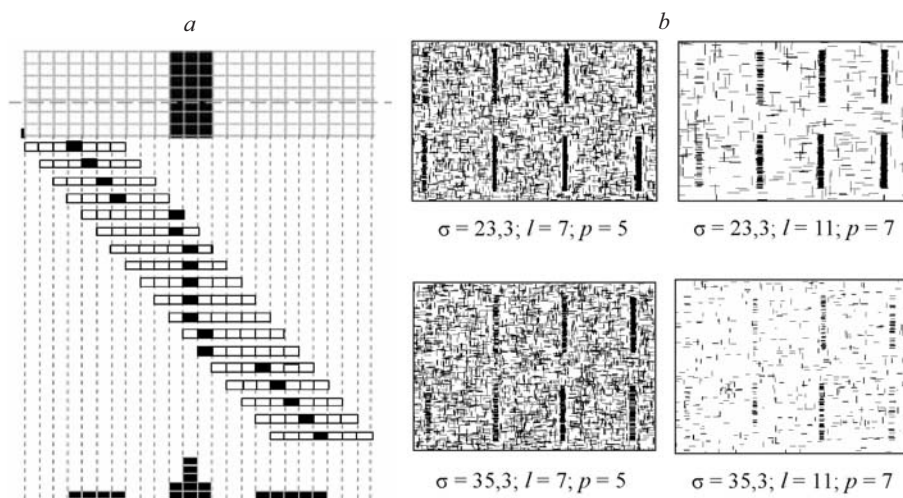 a
b
σ = 23,3; l = 7; p = 5
σ = 23,3; l = 11; p = 7
σ = 35,3; l = 7; p = 5
σ = 35,3; l = 11; p = 7